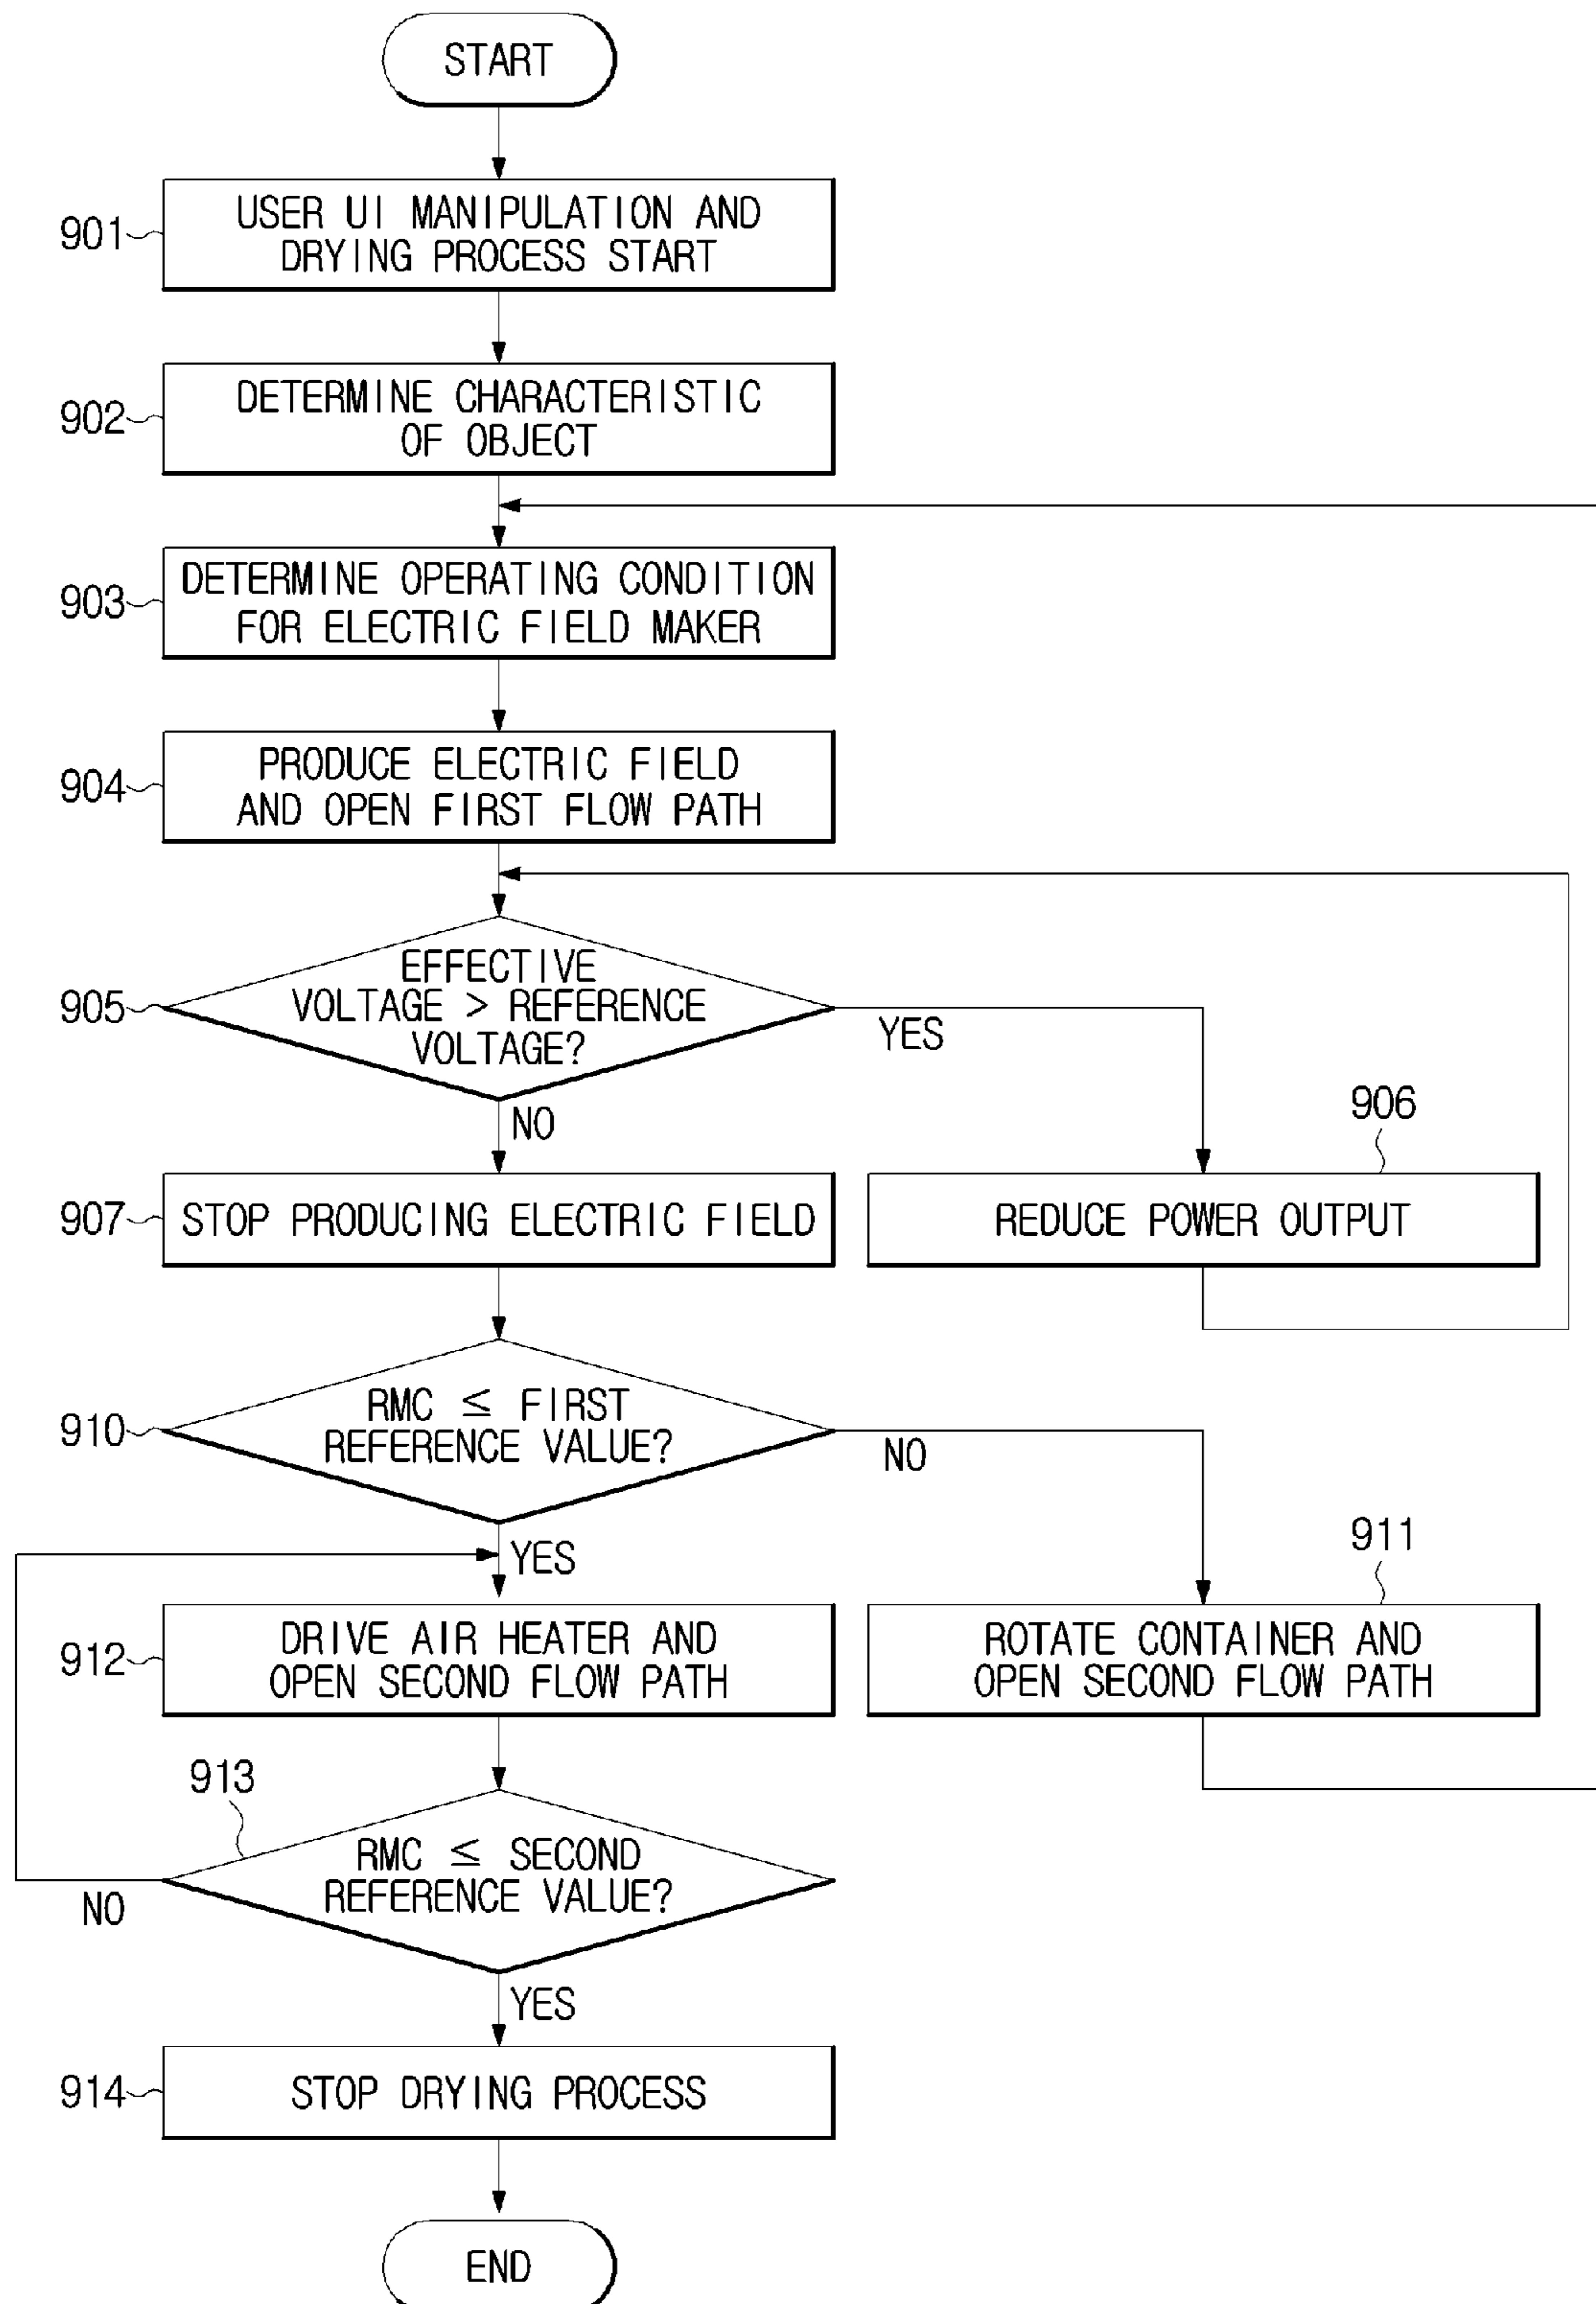 START
901
USER UI MANIPULATION AND
DRYING PROCESS START
902
DETERMINE CHARACTERISTIC
OF OBJECT
903
DETERMINE OPERATING CONDITION
FOR ELECTRIC FIELD MAKER
904
PRODUCE ELECTRIC FIELD
AND OPEN FIRST FLOW PATH
905
EFFECTIVE
VOLTAGE > REFERENCE
VOLTAGE?
YES
NO
906
REDUCE POWER OUTPUT
907
STOP PRODUCING ELECTRIC FIELD
910
RMC ≤ FIRST
REFERENCE VALUE?
NO
YES
911
ROTATE CONTAINER AND
OPEN SECOND FLOW PATH
912
DRIVE AIR HEATER AND
OPEN SECOND FLOW PATH
913
RMC ≤ SECOND
REFERENCE VALUE?
NO
YES
914
STOP DRYING PROCESS
END